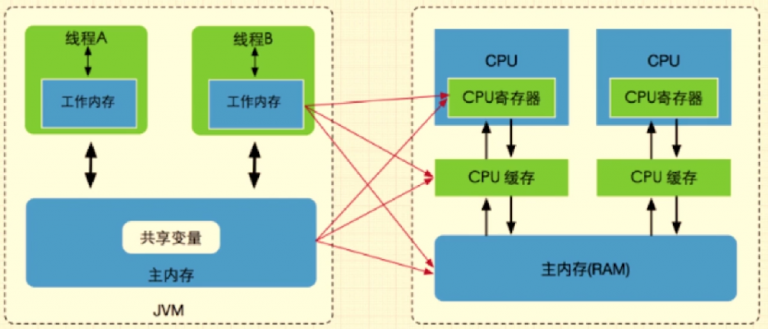 线程A
线程B
工作内存
工作内存
共享变量
主内存
JVM
CPU
CPU
CPU寄存器
CPU寄存器
CPU 缓存
CPU 缓存
主内存(RAM)